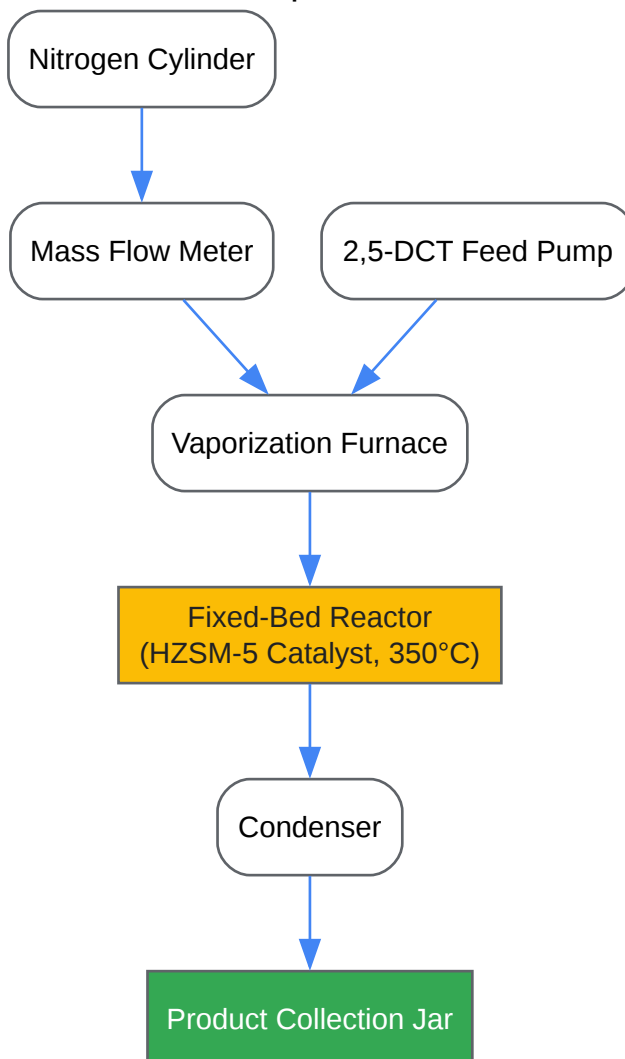 Nitrogen Cylinder
Mass Flow Meter
2,5-DCT Feed Pump
Vaporization Furnace
Fixed-Bed Reactor
(HZSM-5 Catalyst, 350°C)
Condenser
Product Collection Jar